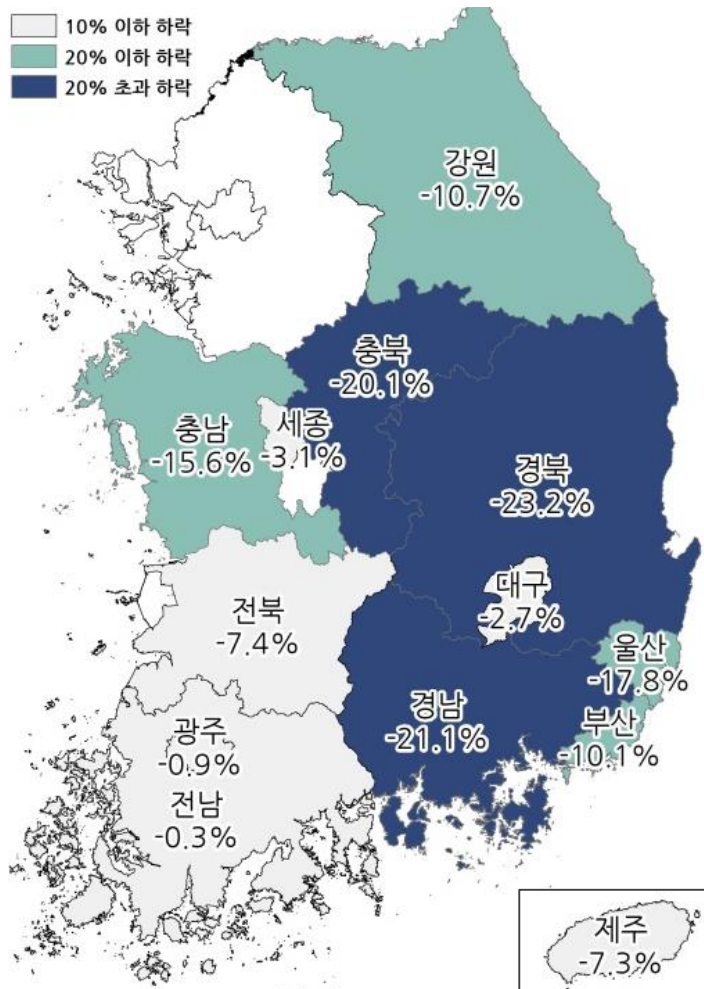 10% 이하 하락
20% 이하 하락
20% 초과 하락
강원
-10.7%
충북
-20.1%
세종
-3.1%
충남
-15.6%
경북
-23.2%
대구
-2.7%
전북
-7.4%
울산
-17.8%
경남
-21.1%
부산
-10.1%
광주
-0.9%
전남
-0.3%
제주
-7.3%